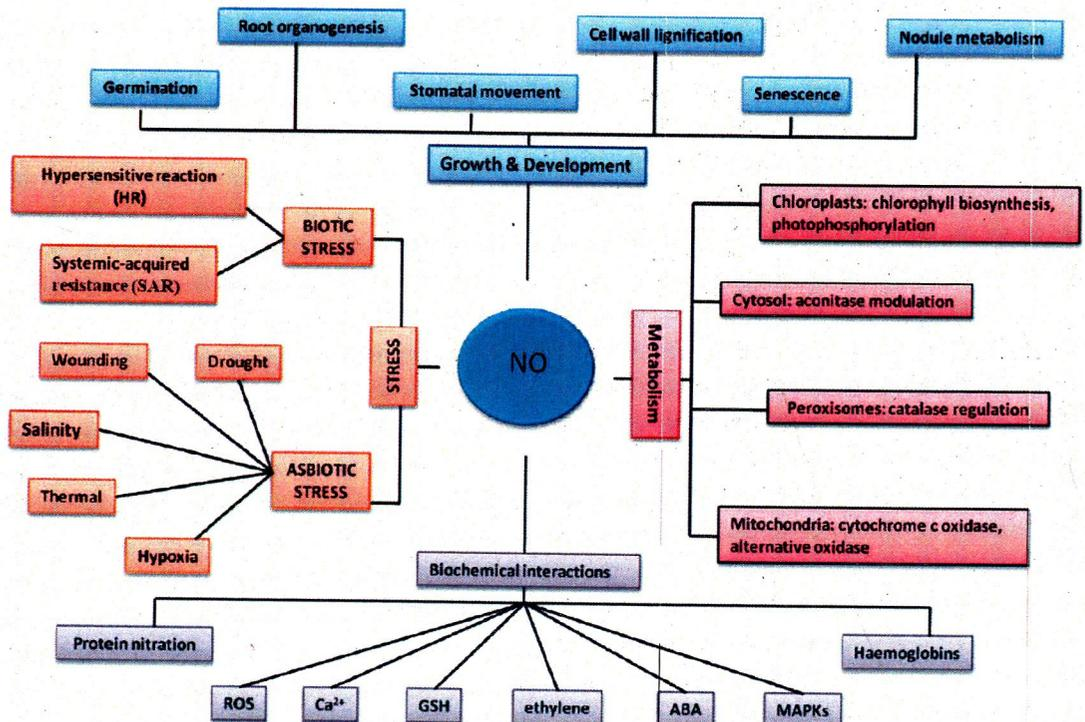 Root organogenesis
Cell wall lignification
Nodule metabolism
Germination
Stomatal movement
Senescence
Growth & Development
Hypersensitive reaction
(HR)
BIOTIC
STRESS
Systemic-acquired
resistance (SAR)
Chloroplasts: chlorophyll biosynthesis,
photophosphorylation
Cytosol: aconitase modulation
Wounding
Drought
STRESS
NO
Metabolism
Salinity
Peroxisomes: catalase regulation
Thermal
ASBIOTIC
STRESS
Hypoxia
Mitochondria: cytochrome c oxidase,
alternative oxidase
Biochemical interactions
Protein nitration
Haemoglobins
ROS
Ca²⁺
GSH
ethylene
ABA
MAPKs